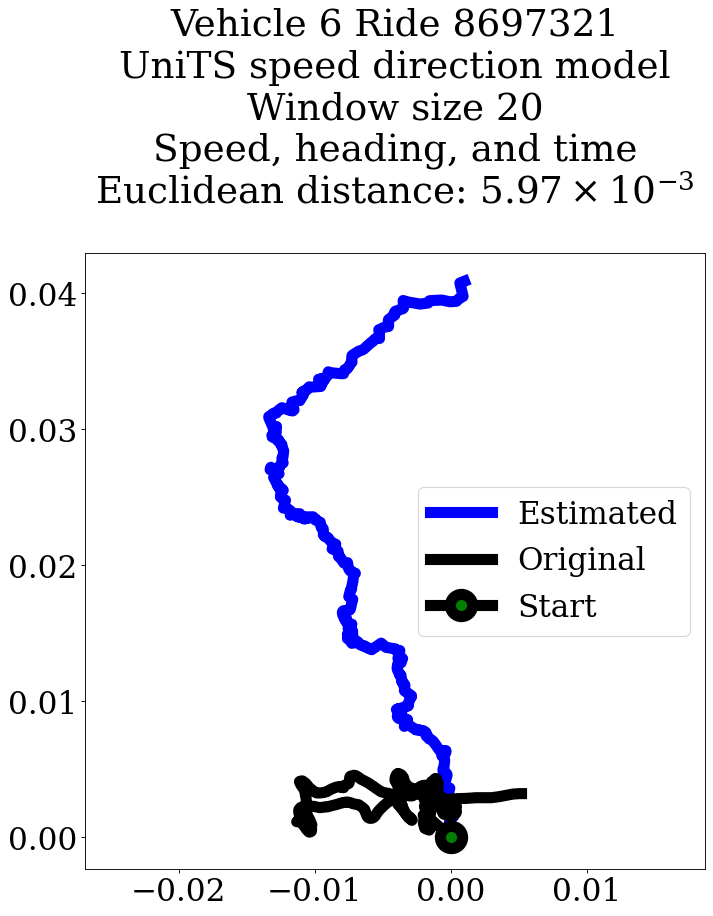 Vehicle 6 Ride 8697321
UniTS speed direction model
Window size 20
Speed, heading, and time
Euclidean distance: 5.97 × 10⁻³
0.04
0.03
0.02
0.01
0.00
Estimated
Original
Start
−0.02
−0.01
0.00
0.01